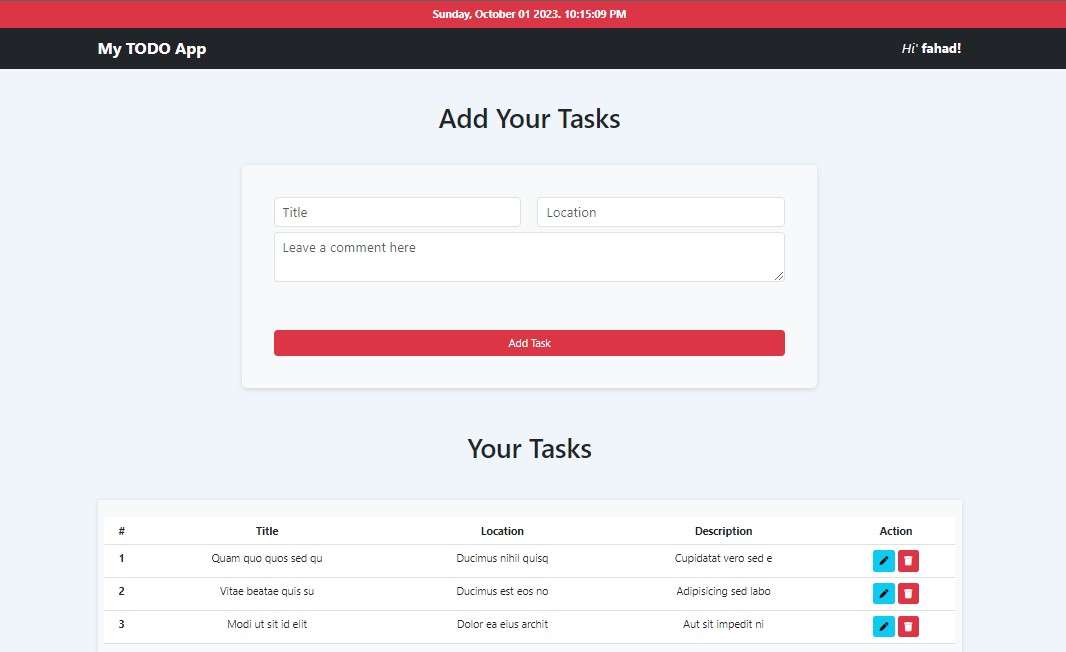 Sunday, October 01 2023. 10:15:09 PM
My TODO App Hi' fahad!
Add Your Tasks
Title Location
Leave a comment here
Add Task
Your Tasks
# Title Location Description Action
1 Quam quo quos sed qu Ducimus nihil quisq Cupidatat vero sed e
2 Vitae beatae quis su Ducimus est eos no Adipisicing sed labo
3 Modi ut sit id elit Dolor ea eius archit Aut sit impedit ni